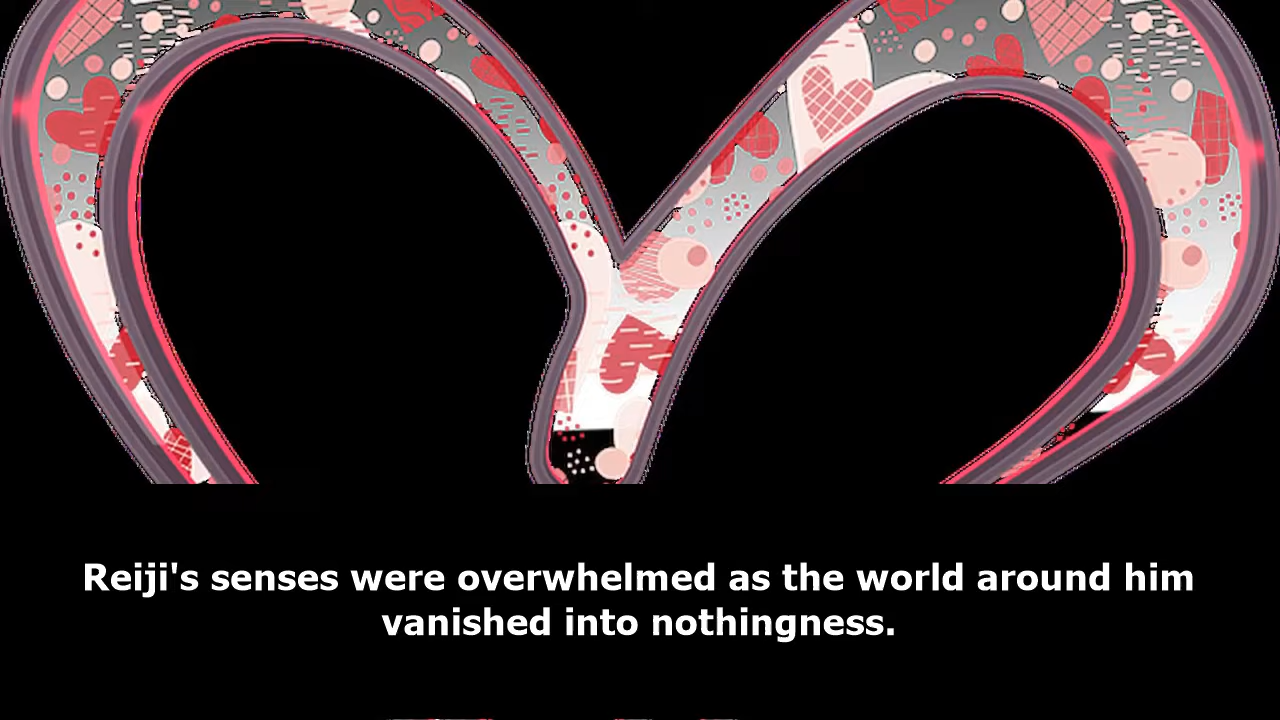 Reiji's senses were overwhelmed as the world around him
vanished into nothingness.